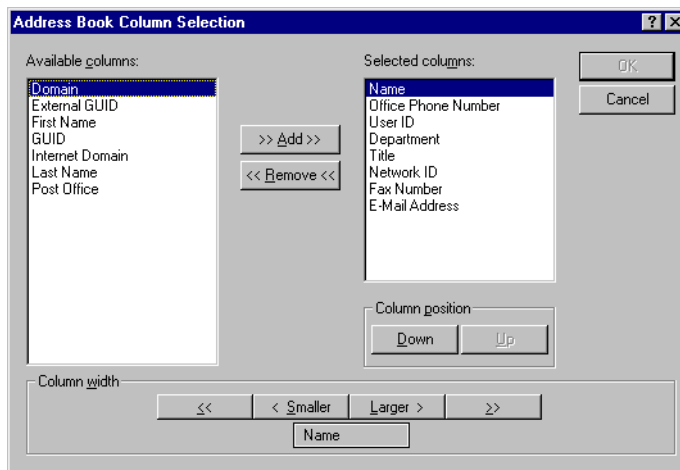 Address Book Column Selection
? X
Available columns:
Domain
External GUID
First Name
GUID
Internet Domain
Last Name
Post Office
>> Add >>
<< Remove <<
Selected columns:
Name
Office Phone Number
User ID
Department
Title
Network ID
Fax Number
E-Mail Address
OK
Cancel
Column position
Down
Up
Column width
<<
< Smaller
Larger >
>>
Name